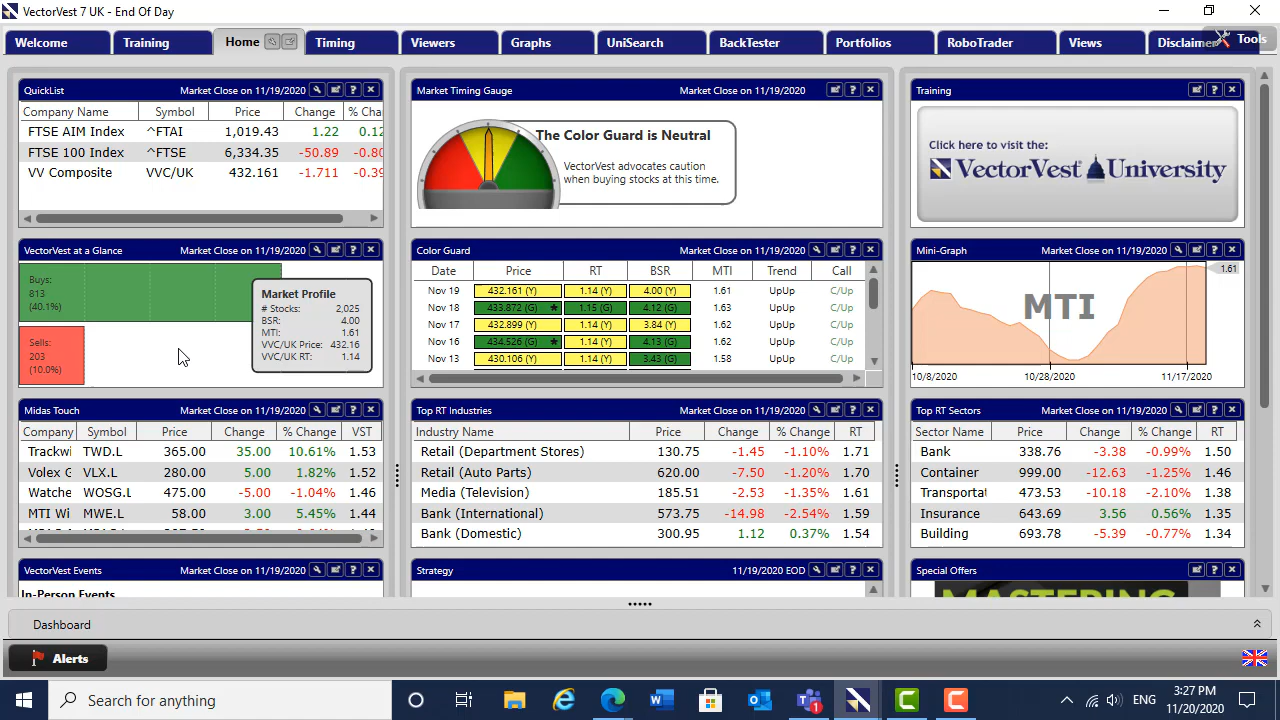 VectorVest 7 UK - End Of Day
Welcome Training Home Timing Viewers Graphs UniSearch BackTester Portfolios RoboTrader Views Disclaimer Tools
QuickList Market Close on 11/19/2020
Company Name Symbol Price Change % Cha
FTSE AIM Index ^FTAI 1,019.43 1.22 0.12
FTSE 100 Index ^FTSE 6,334.35 -50.89 -0.80
VV Composite VVC/UK 432.161 -1.711 -0.39
Market Timing Gauge Market Close on 11/19/2020
The Color Guard is Neutral
VectorVest advocates caution
when buying stocks at this time.
Training
Click here to visit the:
VectorVest University
VectorVest at a Glance Market Close on 11/19/2020
Buys:
813
(40.1%)
Sells:
203
(10.0%)
Market Profile
# Stocks: 2,025
BSR: 4.00
MTI: 1.61
VVC/UK Price: 432.16
VVC/UK RT: 1.14
Color Guard Market Close on 11/19/2020
Date Price RT BSR MTI Trend Call
Nov 19 432.161 (Y) 1.14 (Y) 4.00 (Y) 1.61 UpUp C/Up
Nov 18 433.872 (G) ★ 1.15 (G) 4.12 (G) 1.63 UpUp C/Up
Nov 17 432.899 (Y) 1.14 (Y) 3.84 (Y) 1.62 UpUp C/Up
Nov 16 434.526 (G) ★ 1.14 (Y) 4.13 (G) 1.62 UpUp C/Up
Nov 13 430.106 (Y) 1.14 (Y) 3.43 (G) 1.58 UpUp C/Up
Mini-Graph Market Close on 11/19/2020
1.61
MTI
10/8/2020 10/28/2020 11/17/2020
Midas Touch Market Close on 11/19/2020
Company Symbol Price Change % Change VST
Trackwi TWD.L 365.00 35.00 10.61% 1.53
Volex G VLX.L 280.00 5.00 1.82% 1.52
Watche WOSG.L 475.00 -5.00 -1.04% 1.46
MTI Wi MWE.L 58.00 3.00 5.45% 1.44
Top RT Industries Market Close on 11/19/2020
Industry Name Price Change % Change RT
Retail (Department Stores) 130.75 -1.45 -1.10% 1.71
Retail (Auto Parts) 620.00 -7.50 -1.20% 1.70
Media (Television) 185.51 -2.53 -1.35% 1.61
Bank (International) 573.75 -14.98 -2.54% 1.59
Bank (Domestic) 300.95 1.12 0.37% 1.54
Top RT Sectors Market Close on 11/19/2020
Sector Name Price Change % Change RT
Bank 338.76 -3.38 -0.99% 1.50
Container 999.00 -12.63 -1.25% 1.46
Transportat 473.53 -10.18 -2.10% 1.38
Insurance 643.69 3.56 0.56% 1.35
Building 693.78 -5.39 -0.77% 1.34
VectorVest Events Market Close on 11/19/2020
In-Person Events
Strategy 11/19/2020 EOD
Special Offers
MASTERING
Dashboard
Alerts
Search for anything
ENG
3:27 PM
11/20/2020